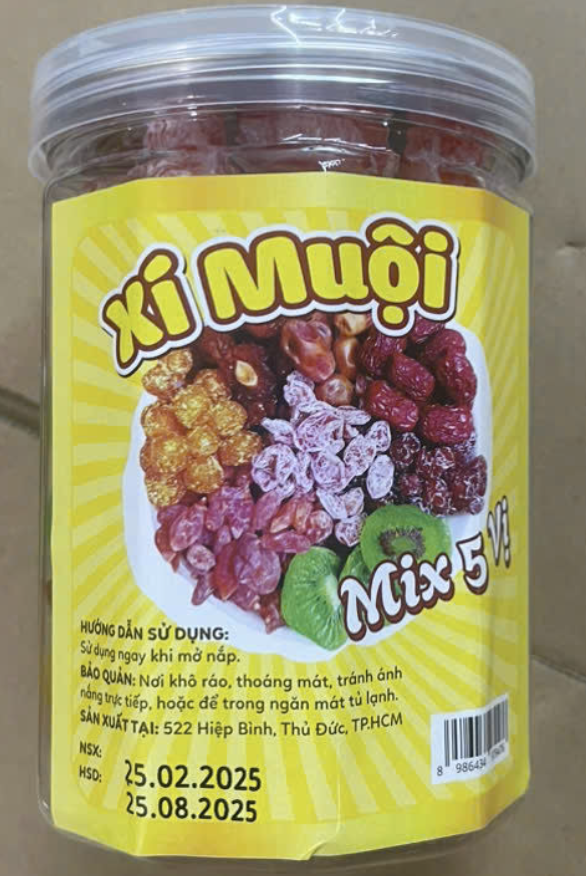 Xí Muội
Mix 5 Vị
HƯỚNG DẪN SỬ DỤNG:
Sử dụng ngay khi mở nắp.
BẢO QUẢN: Nơi khô ráo, thoáng mát, tránh ánh
nắng trực tiếp, hoặc để trong ngăn mát tủ lạnh.
SẢN XUẤT TẠI: 522 Hiệp Bình, Thủ Đức, TP.HCM
NSX: 25.02.2025
HSD: 25.08.2025
8 986434